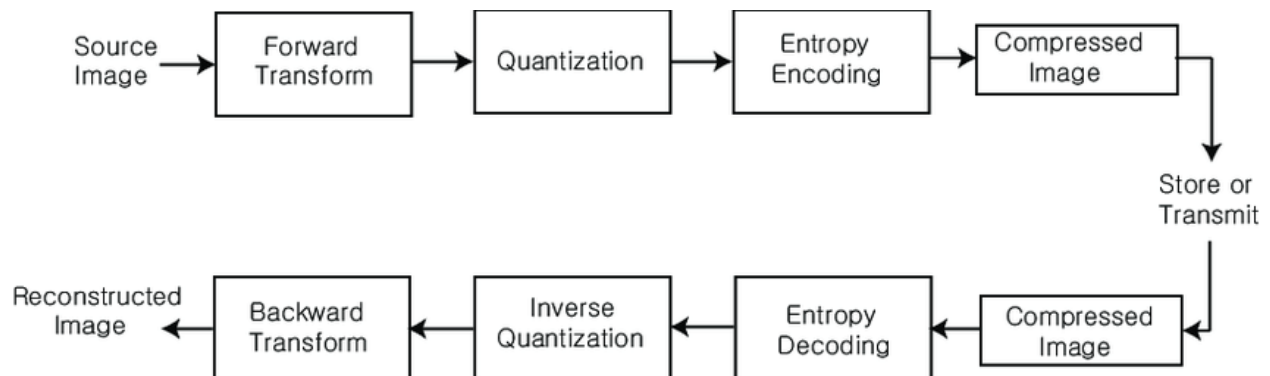 Source
Image
Forward
Transform
Quantization
Entropy
Encoding
Compressed
Image
Store or
Transmit
Compressed
Image
Entropy
Decoding
Inverse
Quantization
Backward
Transform
Reconstructed
Image